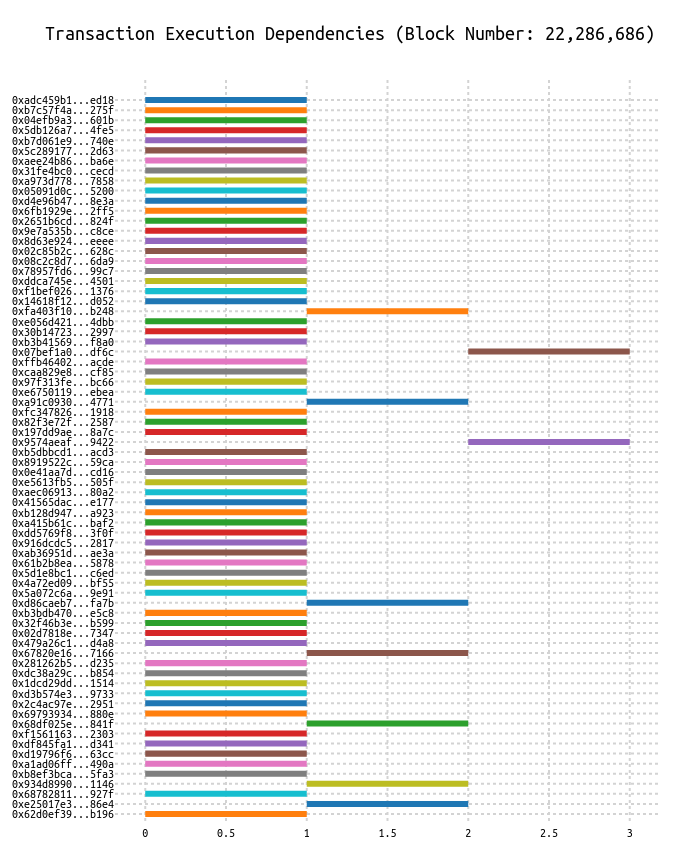 Transaction Execution Dependencies (Block Number: 22,286,686)
0xadc459b1...ed18
0xb7c57f4a...275f
0x04efb9a3...601b
0x5db126a7...4fe5
0xb7d061e9...740e
0x5c289177...2d63
0xaee24b86...ba6e
0x31fe4bc0...cecd
0xa973d778...7858
0x05091d0c...5200
0xd4e96b47...8e3a
0x6fb1929e...2ff5
0x2651b6cd...824f
0x9e7a535b...c8ce
0x8d63e924...eeee
0x02c85b2c...628c
0x08c2c8d7...6da9
0x78957fd6...99c7
0xddca745e...4501
0xf1bef026...1376
0x14618f12...d052
0xfa403f10...b248
0xe056d421...4dbb
0x30b14723...2997
0xb3b41569...f8a0
0x07bef1a0...df6c
0xffb46402...acde
0xcaa829e8...cf85
0x97f313fe...bc66
0xe6750119...ebea
0xa91c0930...4771
0xfc347826...1918
0x82f3e72f...2587
0x197dd9ae...8a7c
0x9574aeaf...9422
0xb5dbbcd1...acd3
0x8919522c...59ca
0x0e41aa7d...cd16
0xe5613fb5...505f
0xaec06913...80a2
0x41565dac...e177
0xb128d947...a923
0xa415b61c...baf2
0xdd5769f8...3f0f
0x916dcdc5...2817
0xab36951d...ae3a
0x61b2b8ea...5878
0x5d1e8bc1...c6ed
0x4a72ed09...bf55
0x5a072c6a...9e91
0xd86caeb7...fa7b
0xb3bdb470...e5c8
0x32f46b3e...b599
0x02d7818e...7347
0x479a26c1...d4a8
0x67820e16...7166
0x281262b5...d235
0xdc38a29c...b854
0x1dcd29dd...1514
0xd3b574e3...9733
0x2c4ac97e...2951
0x69793934...880e
0x68df025e...841f
0xf1561163...2303
0xdf845fa1...d341
0xd19796f6...63cc
0xa1ad06ff...490a
0xb8ef3bca...5fa3
0x934d8990...1146
0x68782811...927f
0xe25017e3...86e4
0x62d0ef39...b196
0 0.5 1 1.5 2 2.5 3